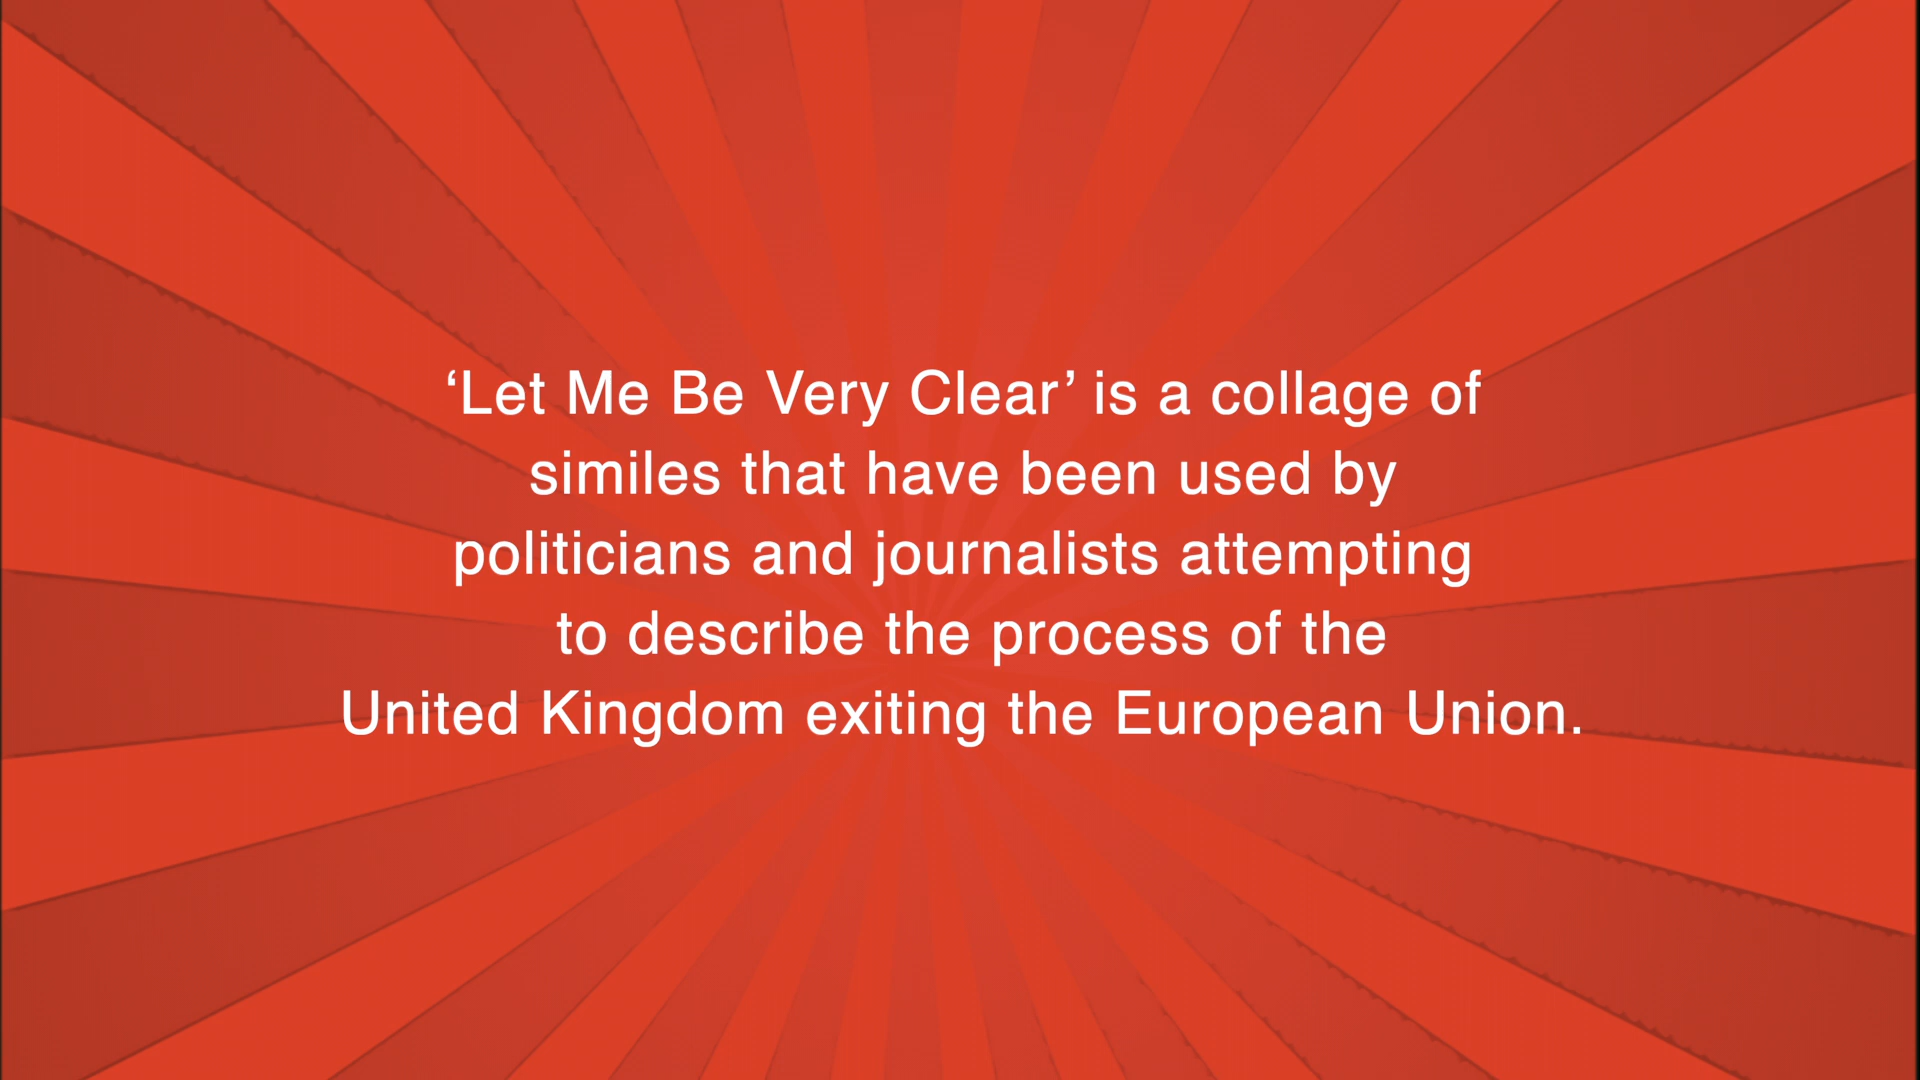 ‘Let Me Be Very Clear’ is a collage of
similes that have been used by
politicians and journalists attempting
to describe the process of the
United Kingdom exiting the European Union.